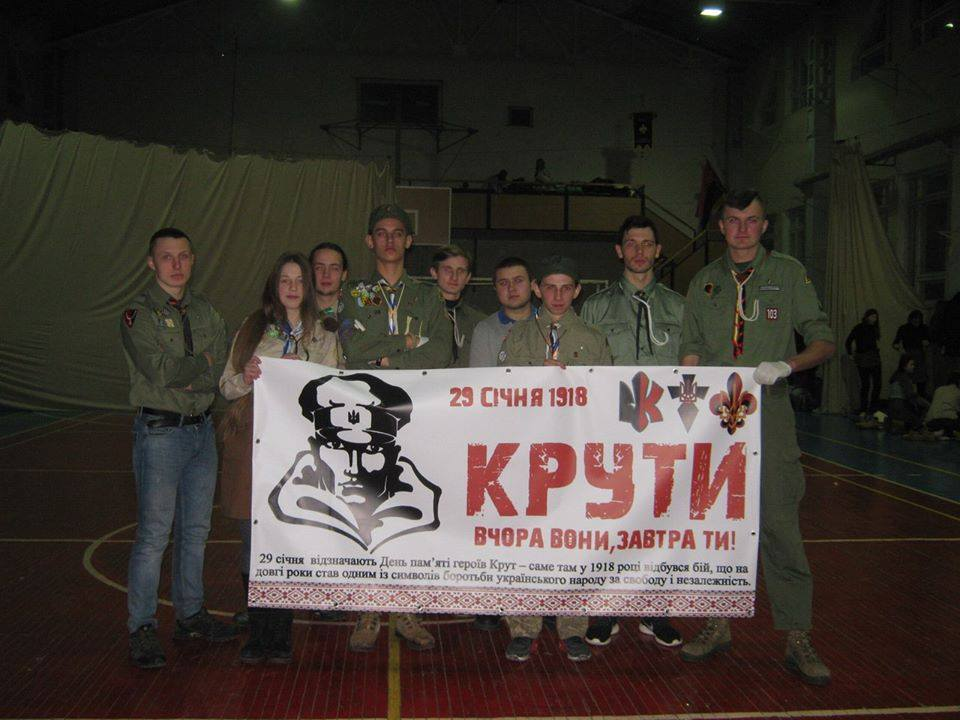 29 СІЧНЯ 1918
КРУТИ
ВЧОРА ВОНИ, ЗАВТРА ТИ!
29 січня відзначають День пам'яті героїв Крут – саме там у 1918 році відбувся бій, що на
довгі роки став одним із символів боротьби українського народу за свободу і незалежність.
103